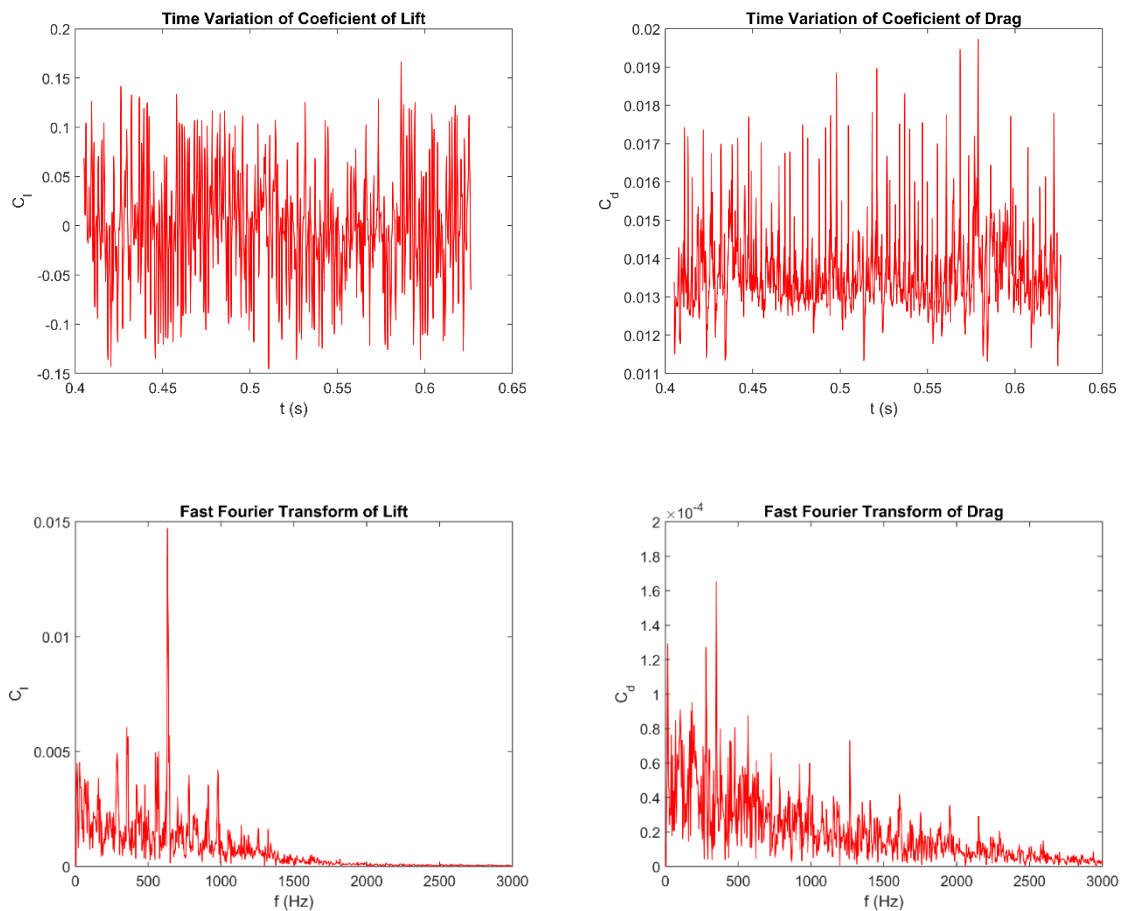 Time Variation of Coeficient of Lift
0.2
0.15
0.1
0.05
0
-0.05
-0.1
-0.15
C_l
0.4 0.45 0.5 0.55 0.6 0.65
t (s)
Time Variation of Coeficient of Drag
0.02
0.019
0.018
0.017
0.016
0.015
0.014
0.013
0.012
0.011
C_d
0.4 0.45 0.5 0.55 0.6 0.65
t (s)
Fast Fourier Transform of Lift
0.015
0.01
0.005
0
C_l
0 500 1000 1500 2000 2500 3000
f (Hz)
Fast Fourier Transform of Drag
×10^-4
2
1.8
1.6
1.4
1.2
1
0.8
0.6
0.4
0.2
0
C_d
0 500 1000 1500 2000 2500 3000
f (Hz)